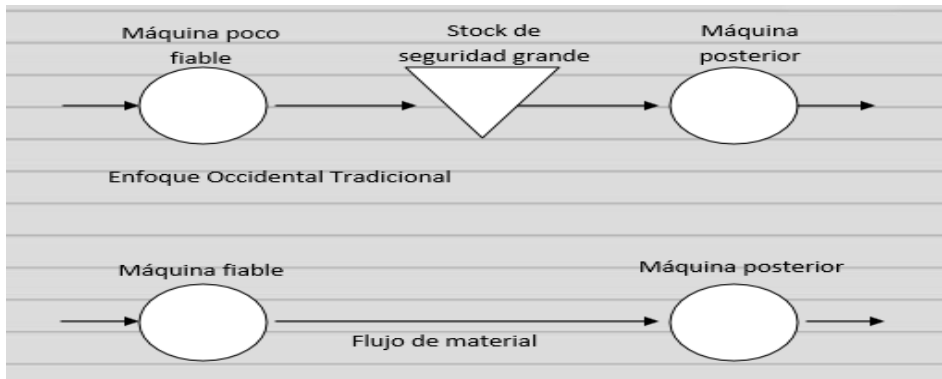 Máquina poco
fiable
Stock de
seguridad grande
Máquina
posterior
Enfoque Occidental Tradicional
Máquina fiable
Máquina posterior
Flujo de material